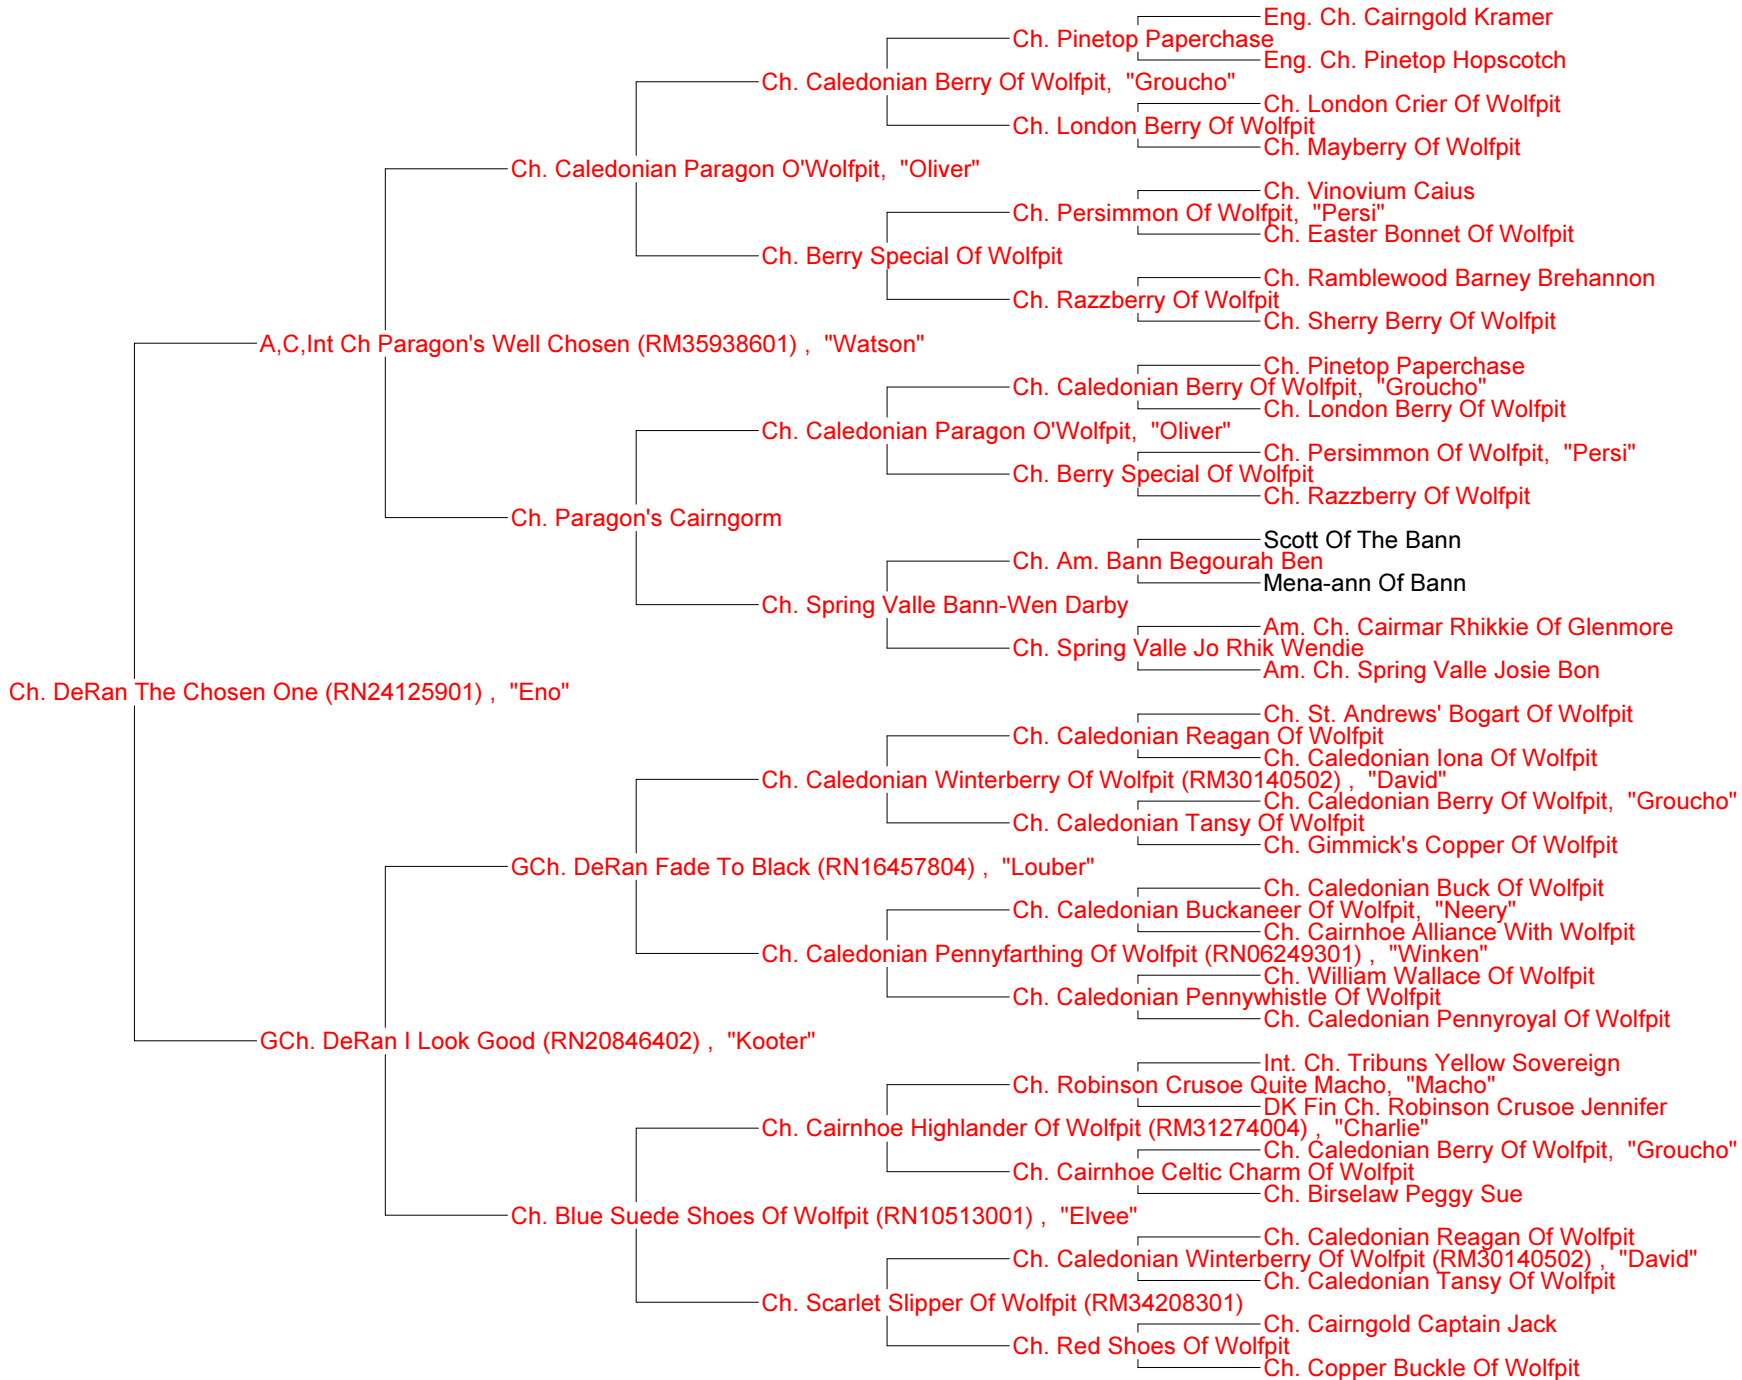 Eng. Ch. Cairngold Kramer
Ch. Pinetop Paperchase
Eng. Ch. Pinetop Hopscotch
Ch. Caledonian Berry Of Wolfpit, "Groucho"
Ch. London Crier Of Wolfpit
Ch. London Berry Of Wolfpit
Ch. Mayberry Of Wolfpit
Ch. Caledonian Paragon O'Wolfpit, "Oliver"
Ch. Vinovium Caius
Ch. Persimmon Of Wolfpit, "Persi"
Ch. Easter Bonnet Of Wolfpit
Ch. Berry Special Of Wolfpit
Ch. Ramblewood Barney Brehannon
Ch. Razzberry Of Wolfpit
Ch. Sherry Berry Of Wolfpit
A,C,Int Ch Paragon's Well Chosen (RM35938601) , "Watson"
Ch. Pinetop Paperchase
Ch. Caledonian Berry Of Wolfpit, "Groucho"
Ch. London Berry Of Wolfpit
Ch. Caledonian Paragon O'Wolfpit, "Oliver"
Ch. Persimmon Of Wolfpit, "Persi"
Ch. Berry Special Of Wolfpit
Ch. Razzberry Of Wolfpit
Ch. Paragon's Cairngorm
Scott Of The Bann
Ch. Am. Bann Begourah Ben
Mena-ann Of Bann
Ch. Spring Valle Bann-Wen Darby
Am. Ch. Cairmar Rhikkie Of Glenmore
Ch. Spring Valle Jo Rhik Wendie
Am. Ch. Spring Valle Josie Bon
Ch. DeRan The Chosen One (RN24125901) , "Eno"
Ch. St. Andrews' Bogart Of Wolfpit
Ch. Caledonian Reagan Of Wolfpit
Ch. Caledonian Iona Of Wolfpit
Ch. Caledonian Winterberry Of Wolfpit (RM30140502) , "David"
Ch. Caledonian Berry Of Wolfpit, "Groucho"
Ch. Caledonian Tansy Of Wolfpit
Ch. Gimmick's Copper Of Wolfpit
GCh. DeRan Fade To Black (RN16457804) , "Louber"
Ch. Caledonian Buck Of Wolfpit
Ch. Caledonian Buckaneer Of Wolfpit, "Neery"
Ch. Cairnhoe Alliance With Wolfpit
Ch. Caledonian Pennyfarthing Of Wolfpit (RN06249301) , "Winken"
Ch. William Wallace Of Wolfpit
Ch. Caledonian Pennywhistle Of Wolfpit
Ch. Caledonian Pennyroyal Of Wolfpit
GCh. DeRan I Look Good (RN20846402) , "Kooter"
Int. Ch. Tribuns Yellow Sovereign
Ch. Robinson Crusoe Quite Macho, "Macho"
DK Fin Ch. Robinson Crusoe Jennifer
Ch. Cairnhoe Highlander Of Wolfpit (RM31274004) , "Charlie"
Ch. Caledonian Berry Of Wolfpit, "Groucho"
Ch. Cairnhoe Celtic Charm Of Wolfpit
Ch. Birselaw Peggy Sue
Ch. Blue Suede Shoes Of Wolfpit (RN10513001) , "Elvee"
Ch. Caledonian Reagan Of Wolfpit
Ch. Caledonian Winterberry Of Wolfpit (RM30140502) , "David"
Ch. Caledonian Tansy Of Wolfpit
Ch. Scarlet Slipper Of Wolfpit (RM34208301)
Ch. Cairngold Captain Jack
Ch. Red Shoes Of Wolfpit
Ch. Copper Buckle Of Wolfpit